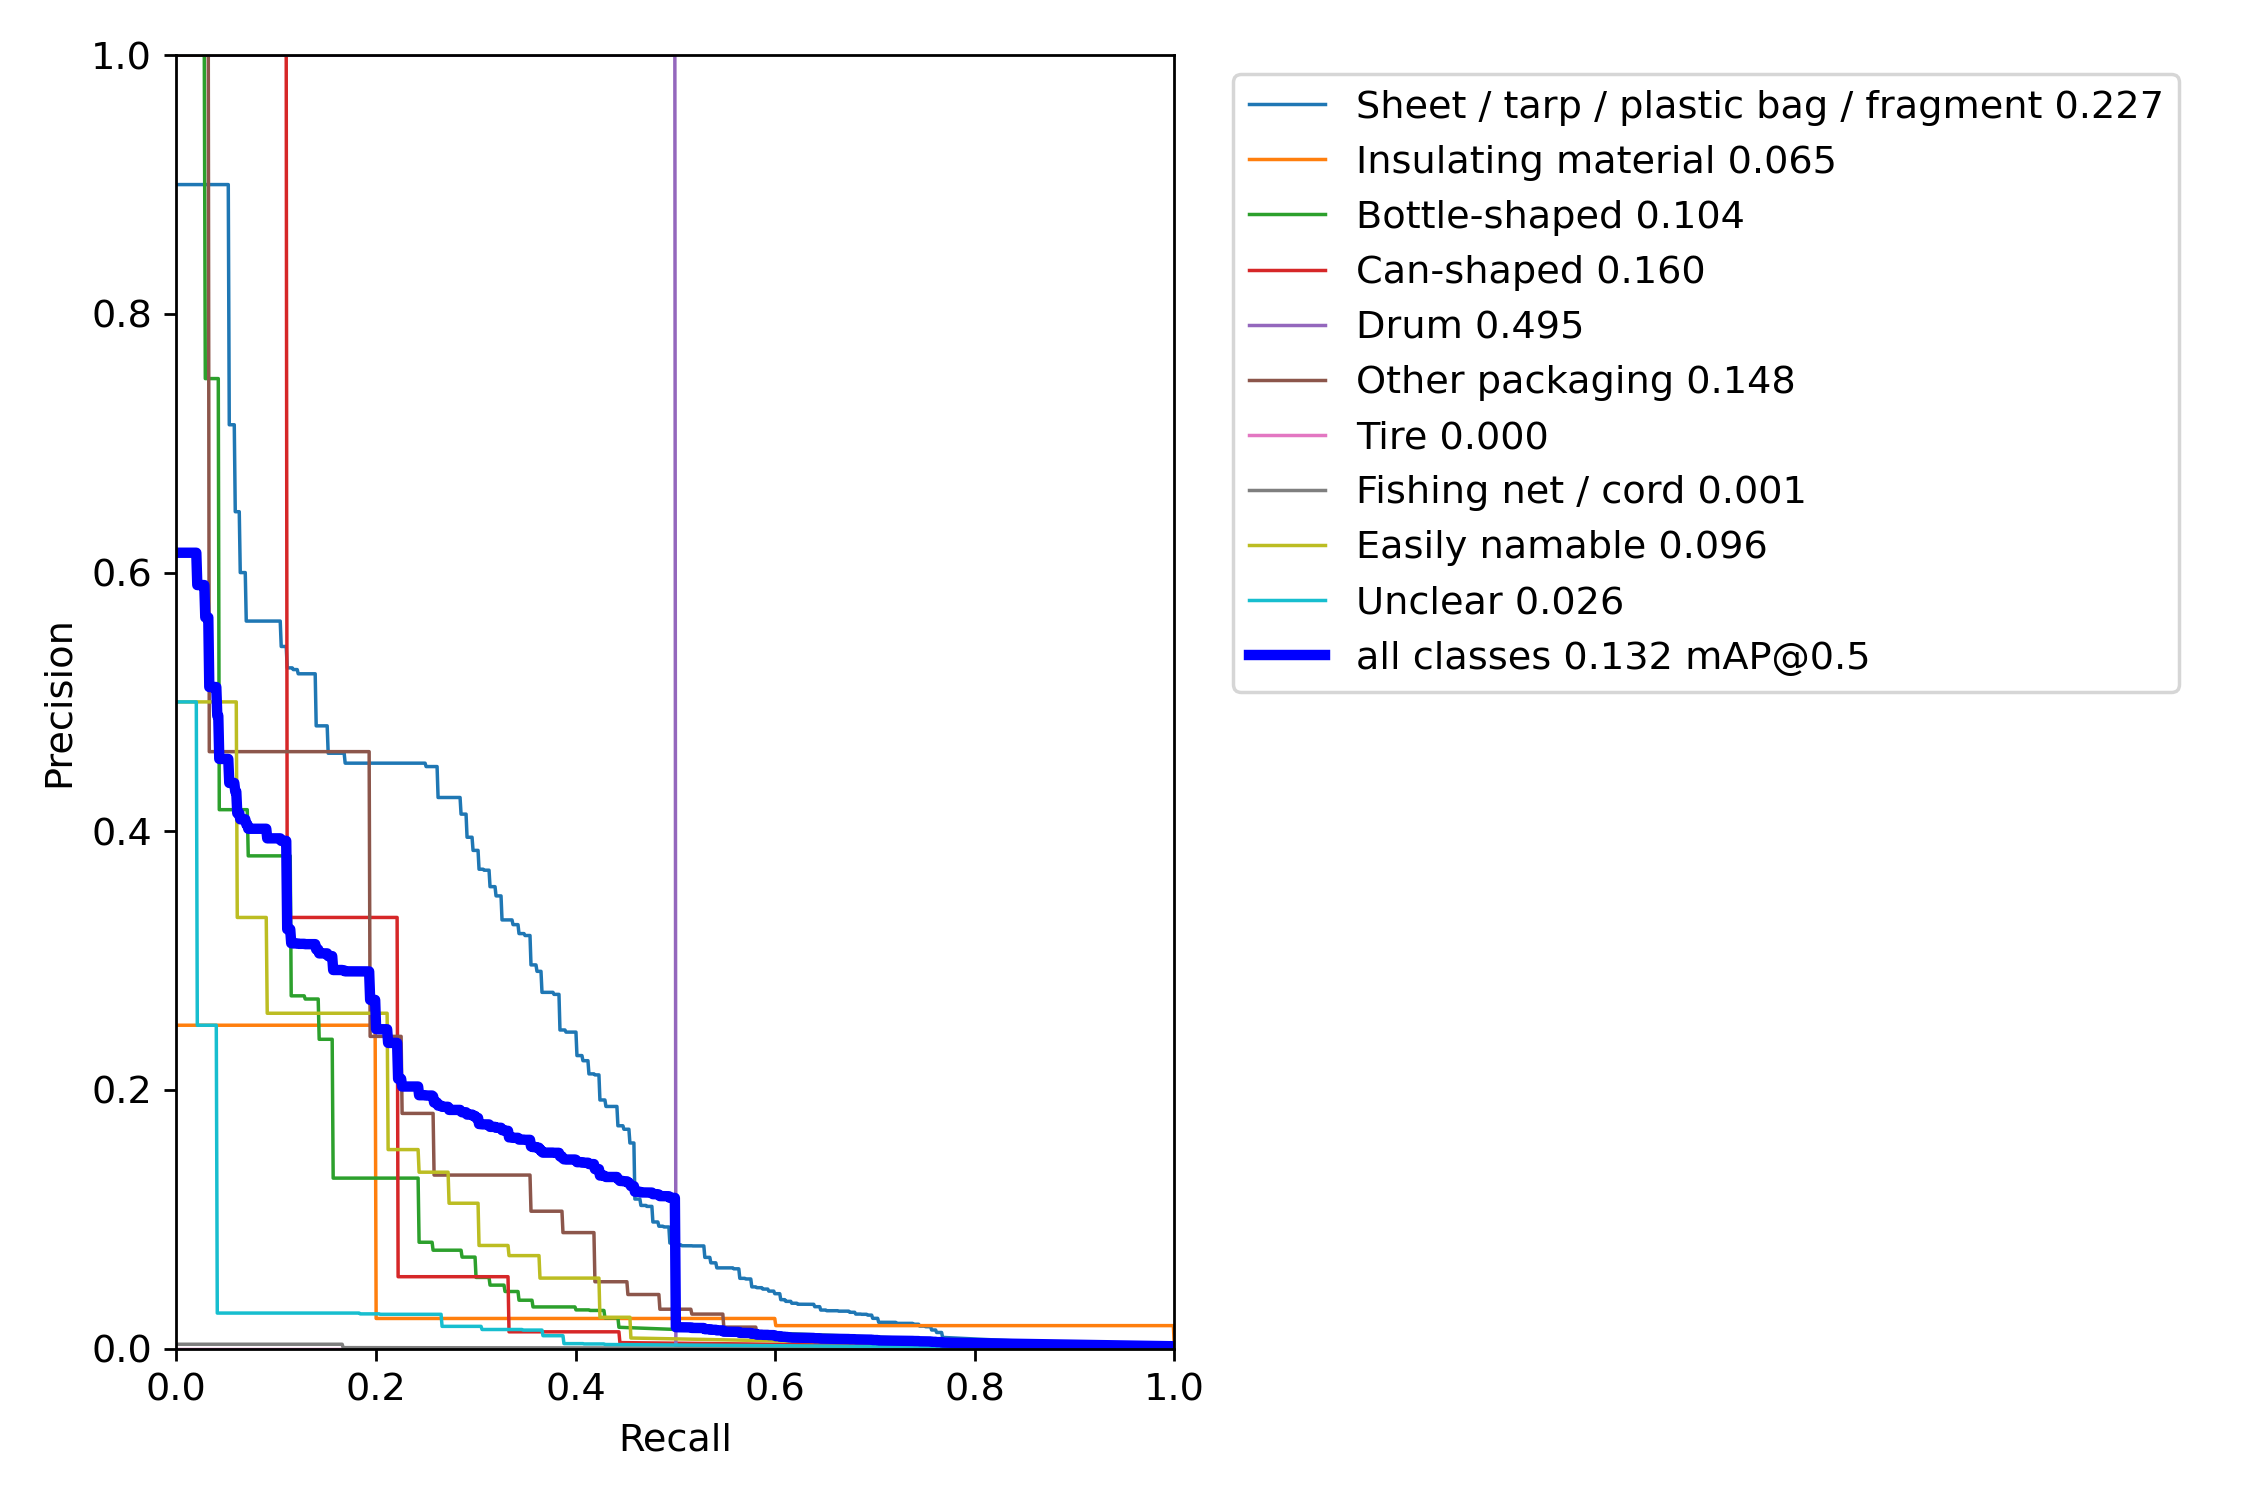 1.0
0.8
0.6
0.4
0.2
0.0
Precision
0.0 0.2 0.4 0.6 0.8 1.0
Recall
Sheet / tarp / plastic bag / fragment 0.227
Insulating material 0.065
Bottle-shaped 0.104
Can-shaped 0.160
Drum 0.495
Other packaging 0.148
Tire 0.000
Fishing net / cord 0.001
Easily namable 0.096
Unclear 0.026
all classes 0.132 mAP@0.5